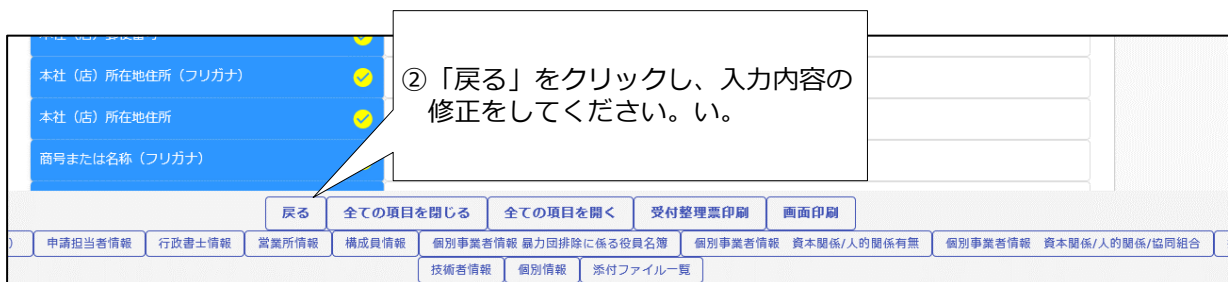 本社（店）郵便番号
本社（店）所在地住所（フリガナ）
本社（店）所在地住所
商号または名称（フリガナ）
②「戻る」をクリックし、入力内容の
修正をしてください。い。
戻る 全ての項目を閉じる 全ての項目を開く 受付整理票印刷 画面印刷
） 申請担当者情報 行政書士情報 営業所情報 構成員情報 個別事業者情報 暴力団排除に係る役員名簿 個別事業者情報 資本関係/人的関係有無 個別事業者情報 資本関係/人的関係/協同組合
技術者情報 個別情報 添付ファイル一覧